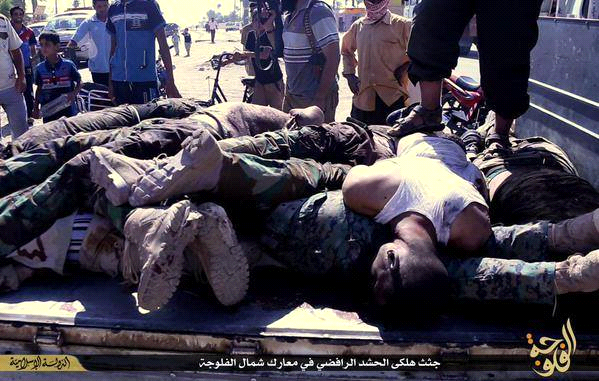 جثث هلكى الحشد الرافضي في معارك شمال الفلوجة
الفلوجة
الدولة الإسلامية